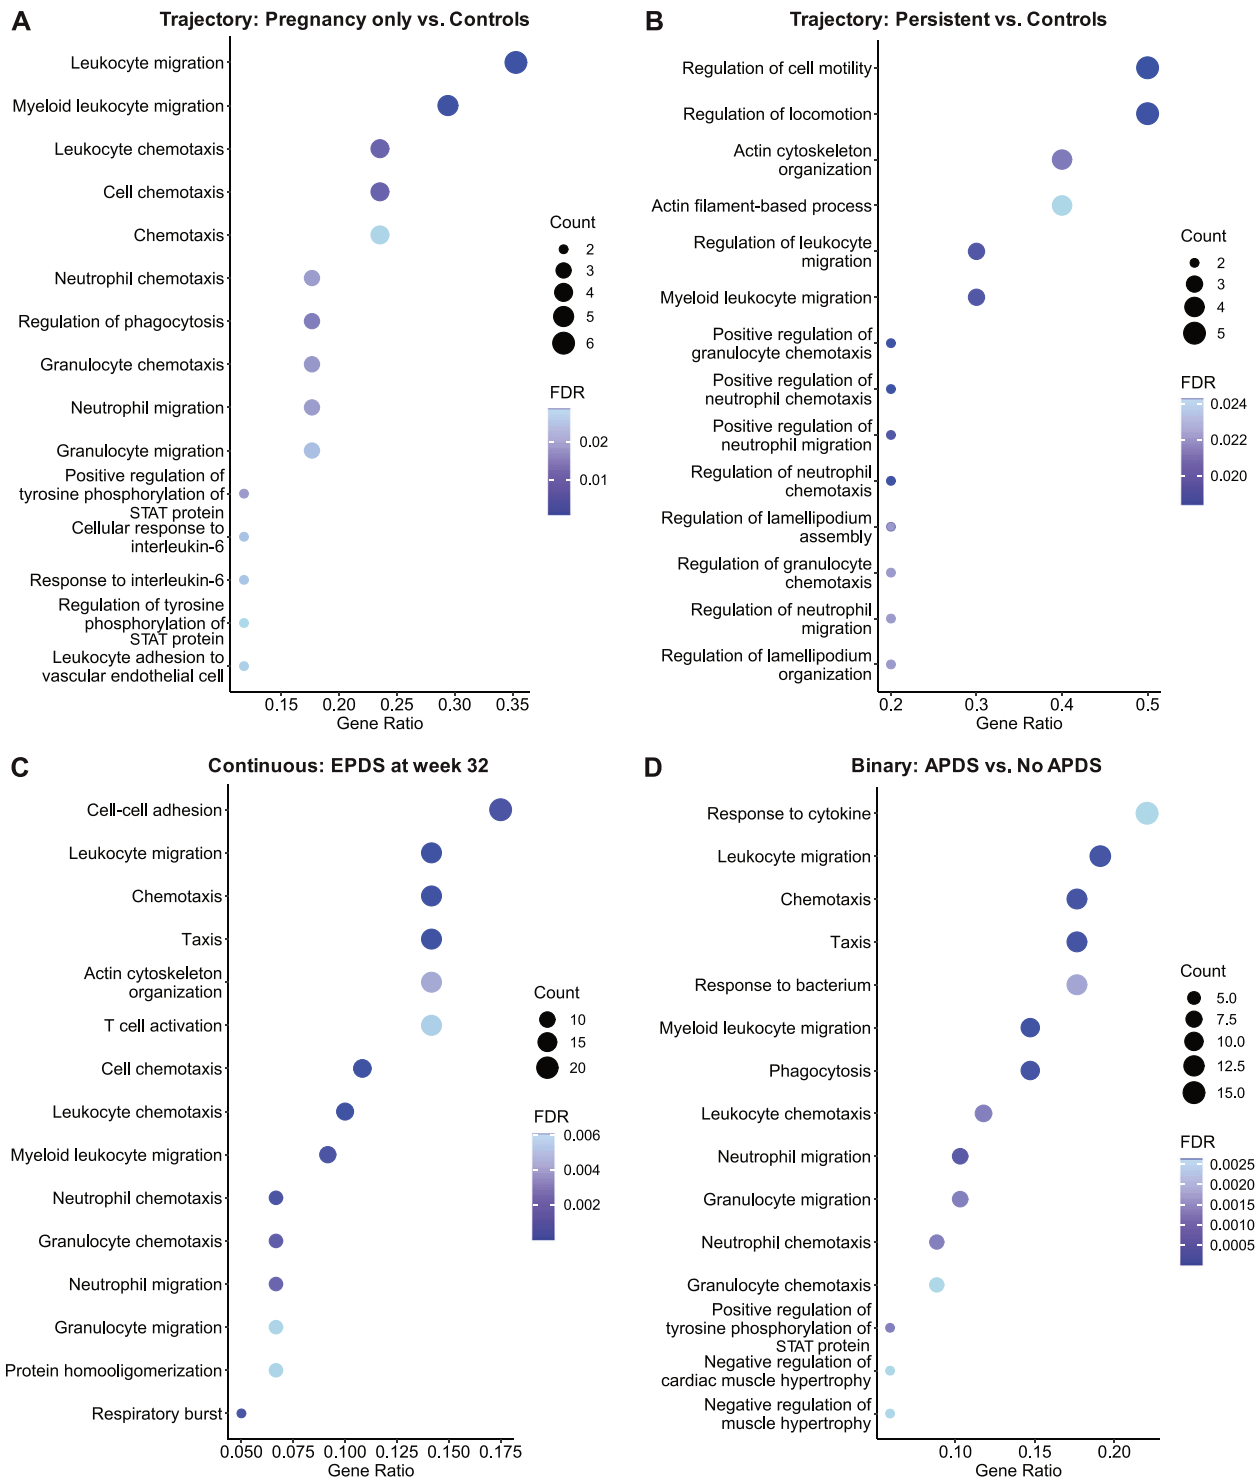 A
Trajectory: Pregnancy only vs. Controls
Leukocyte migration
Myeloid leukocyte migration
Leukocyte chemotaxis
Cell chemotaxis
Chemotaxis
Neutrophil chemotaxis
Regulation of phagocytosis
Granulocyte chemotaxis
Neutrophil migration
Granulocyte migration
Positive regulation of
tyrosine phosphorylation of
STAT protein
Cellular response to
interleukin-6
Response to interleukin-6
Regulation of tyrosine
phosphorylation of
STAT protein
Leukocyte adhesion to
vascular endothelial cell
0.15 0.20 0.25 0.30 0.35
Gene Ratio
Count
2
3
4
5
6
FDR
0.02
0.01
B
Trajectory: Persistent vs. Controls
Regulation of cell motility
Regulation of locomotion
Actin cytoskeleton
organization
Actin filament-based process
Regulation of leukocyte
migration
Myeloid leukocyte migration
Positive regulation of
granulocyte chemotaxis
Positive regulation of
neutrophil chemotaxis
Positive regulation of
neutrophil migration
Regulation of neutrophil
chemotaxis
Regulation of lamellipodium
assembly
Regulation of granulocyte
chemotaxis
Regulation of neutrophil
migration
Regulation of lamellipodium
organization
0.2 0.3 0.4 0.5
Gene Ratio
Count
2
3
4
5
FDR
0.024
0.022
0.020
C
Continuous: EPDS at week 32
Cell-cell adhesion
Leukocyte migration
Chemotaxis
Taxis
Actin cytoskeleton
organization
T cell activation
Cell chemotaxis
Leukocyte chemotaxis
Myeloid leukocyte migration
Neutrophil chemotaxis
Granulocyte chemotaxis
Neutrophil migration
Granulocyte migration
Protein homooligomerization
Respiratory burst
0.050 0.075 0.100 0.125 0.150 0.175
Gene Ratio
Count
10
15
20
FDR
0.006
0.004
0.002
D
Binary: APDS vs. No APDS
Response to cytokine
Leukocyte migration
Chemotaxis
Taxis
Response to bacterium
Myeloid leukocyte migration
Phagocytosis
Leukocyte chemotaxis
Neutrophil migration
Granulocyte migration
Neutrophil chemotaxis
Granulocyte chemotaxis
Positive regulation of
tyrosine phosphorylation of
STAT protein
Negative regulation of
cardiac muscle hypertrophy
Negative regulation of
muscle hypertrophy
0.10 0.15 0.20
Gene Ratio
Count
5.0
7.5
10.0
12.5
15.0
FDR
0.0025
0.0020
0.0015
0.0010
0.0005